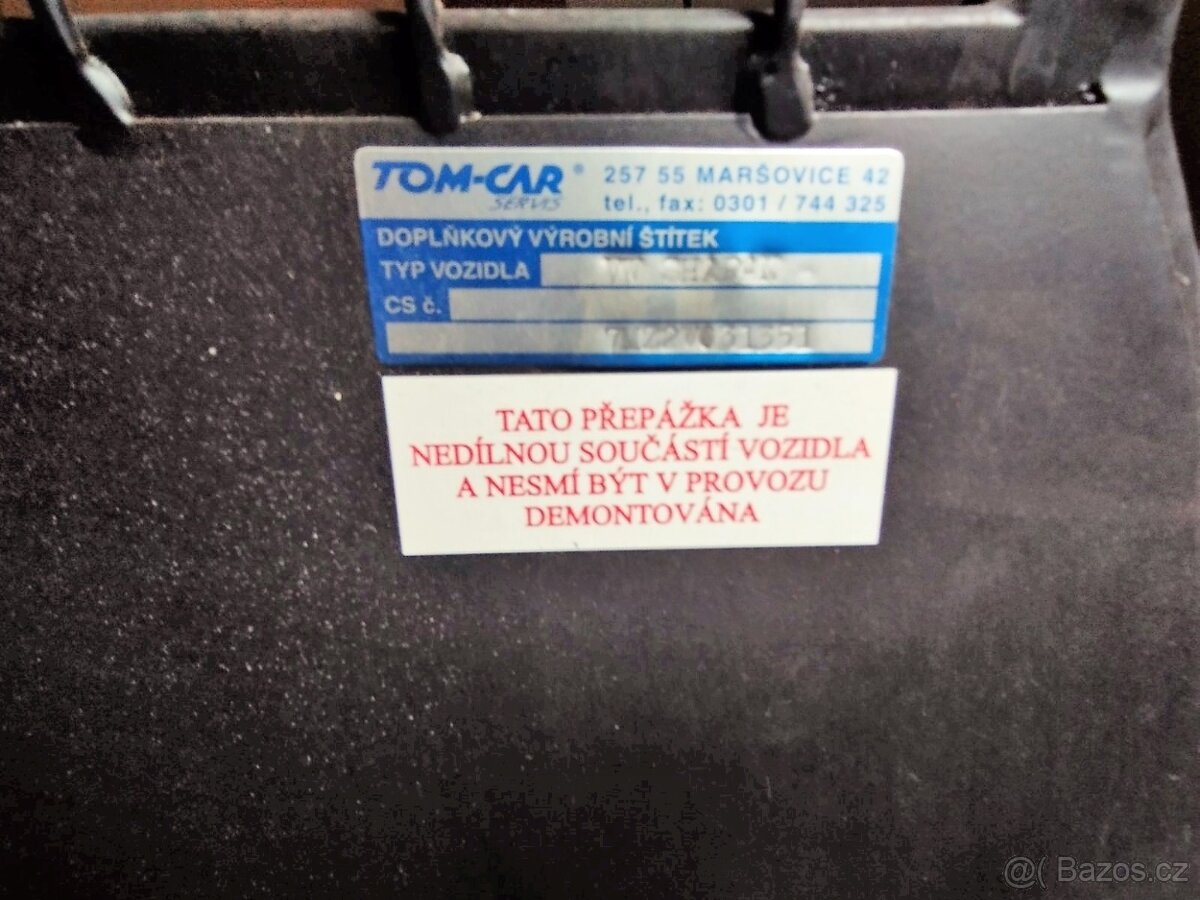 TOM-CAR ®
SERVIS
257 55 MARŠOVICE 42
tel., fax: 0301 / 744 325
DOPLŇKOVÝ VÝROBNÍ ŠTÍTEK
TYP VOZIDLA
CS č.
TATO PŘEPÁŽKA JE
NEDÍLNOU SOUČÁSTÍ VOZIDLA
A NESMÍ BÝT V PROVOZU
DEMONTOVÁNA
@( Bazos.cz